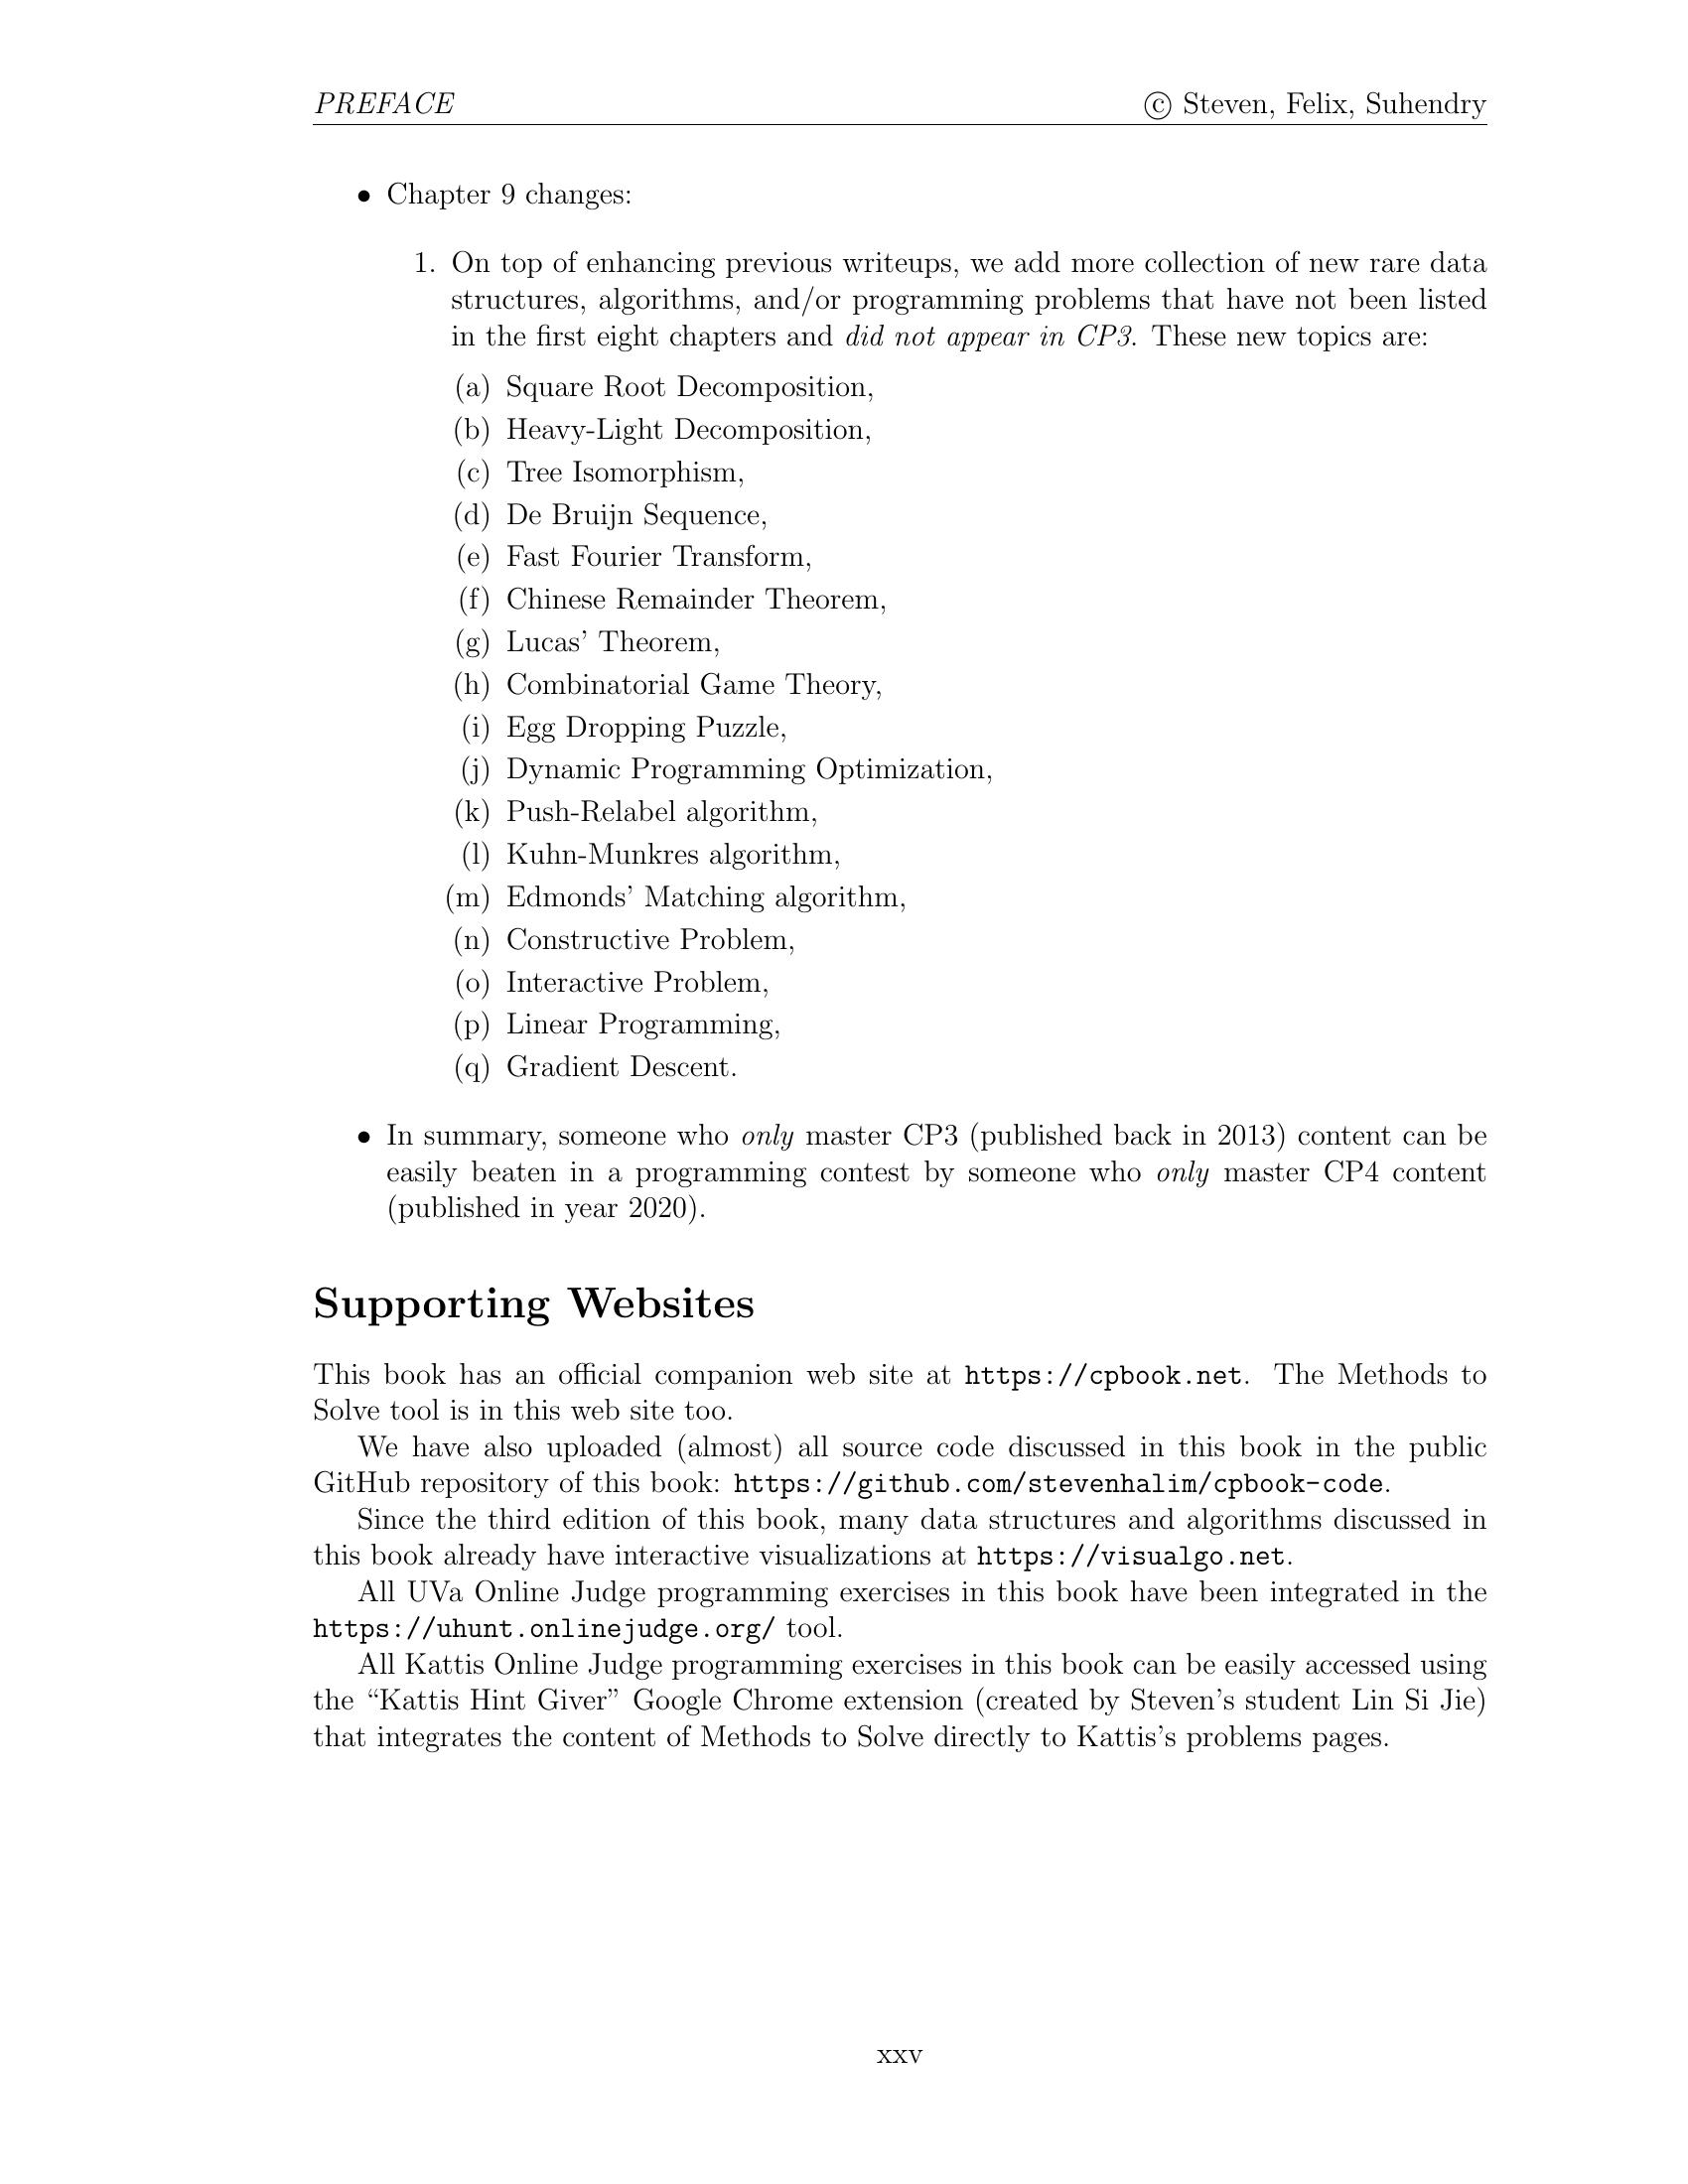 PREFACE © Steven, Felix, Suhendry
• Chapter 9 changes:
1. On top of enhancing previous writeups, we add more collection of new rare data
structures, algorithms, and/or programming problems that have not been listed
in the first eight chapters and did not appear in CP3. These new topics are:
(a) Square Root Decomposition,
(b) Heavy-Light Decomposition,
(c) Tree Isomorphism,
(d) De Bruijn Sequence,
(e) Fast Fourier Transform,
(f) Chinese Remainder Theorem,
(g) Lucas’ Theorem,
(h) Combinatorial Game Theory,
(i) Egg Dropping Puzzle,
(j) Dynamic Programming Optimization,
(k) Push-Relabel algorithm,
(l) Kuhn-Munkres algorithm,
(m) Edmonds’ Matching algorithm,
(n) Constructive Problem,
(o) Interactive Problem,
(p) Linear Programming,
(q) Gradient Descent.
• In summary, someone who only master CP3 (published back in 2013) content can be
easily beaten in a programming contest by someone who only master CP4 content
(published in year 2020).
Supporting Websites
This book has an official companion web site at https://cpbook.net. The Methods to
Solve tool is in this web site too.
We have also uploaded (almost) all source code discussed in this book in the public
GitHub repository of this book: https://github.com/stevenhalim/cpbook-code.
Since the third edition of this book, many data structures and algorithms discussed in
this book already have interactive visualizations at https://visualgo.net.
All UVa Online Judge programming exercises in this book have been integrated in the
https://uhunt.onlinejudge.org/ tool.
All Kattis Online Judge programming exercises in this book can be easily accessed using
the “Kattis Hint Giver” Google Chrome extension (created by Steven’s student Lin Si Jie)
that integrates the content of Methods to Solve directly to Kattis’s problems pages.
xxv